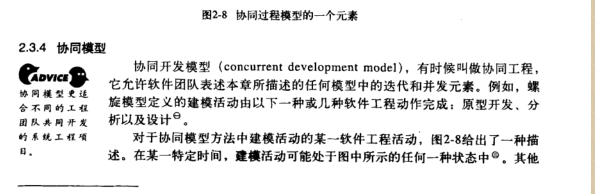 图2-8 协同过程模型的一个元素
2.3.4 协同模型
ADVICE
协同模型更适
合不同的工程
团队共同开发
的系统工程项
目。
协同开发模型（concurrent development model），有时候叫做协同工程，
它允许软件团队表述本章所描述的任何模型中的迭代和并发元素。例如，螺
旋模型定义的建模活动由以下一种或几种软件工程动作完成：原型开发、分
析以及设计⊖。
对于协同模型方法中建模活动的某一软件工程活动，图2-8给出了一种描
述。在某一特定时间，建模活动可能处于图中所示的任何一种状态中⊜。其他